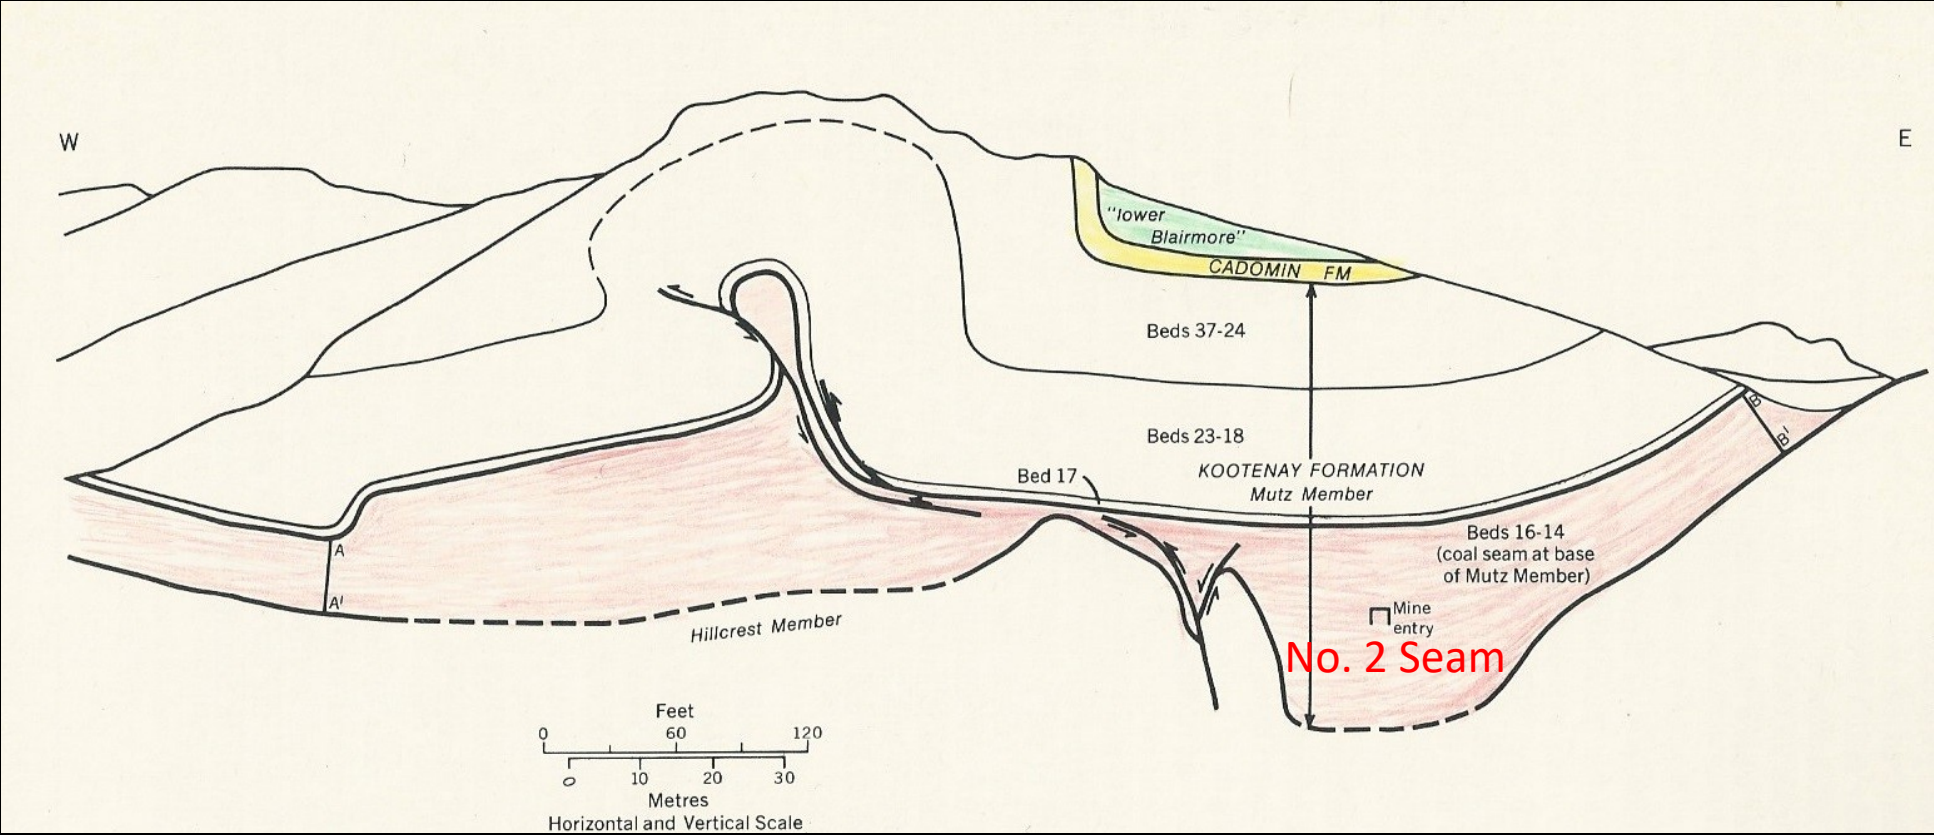 W
E
"lower
Blairmore"
CADOMIN FM
Beds 37-24
Beds 23-18
B
B'
KOOTENAY FORMATION
Mutz Member
Bed 17
Beds 16-14
(coal seam at base
of Mutz Member)
A
A'
Mine
entry
Hillcrest Member
No. 2 Seam
Feet
0 60 120
0 10 20 30
Metres
Horizontal and Vertical Scale